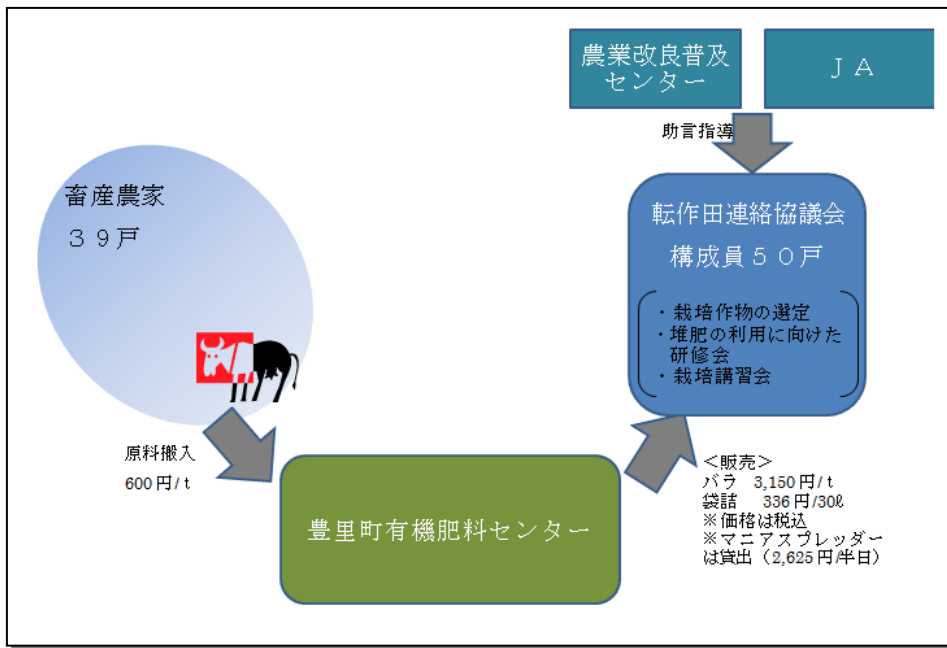 農業改良普及
センター
ＪＡ
助言指導
畜産農家
３９戸
転作田連絡協議会
構成員５０戸
・栽培作物の選定
・堆肥の利用に向けた
研修会
・栽培講習会
原料搬入
600円/ｔ
豊里町有機肥料センター
＜販売＞
バラ　3,150円/ｔ
袋詰　336円/30ℓ
※価格は税込
※マニアスプレッダー
は貸出（2,625円/半日）